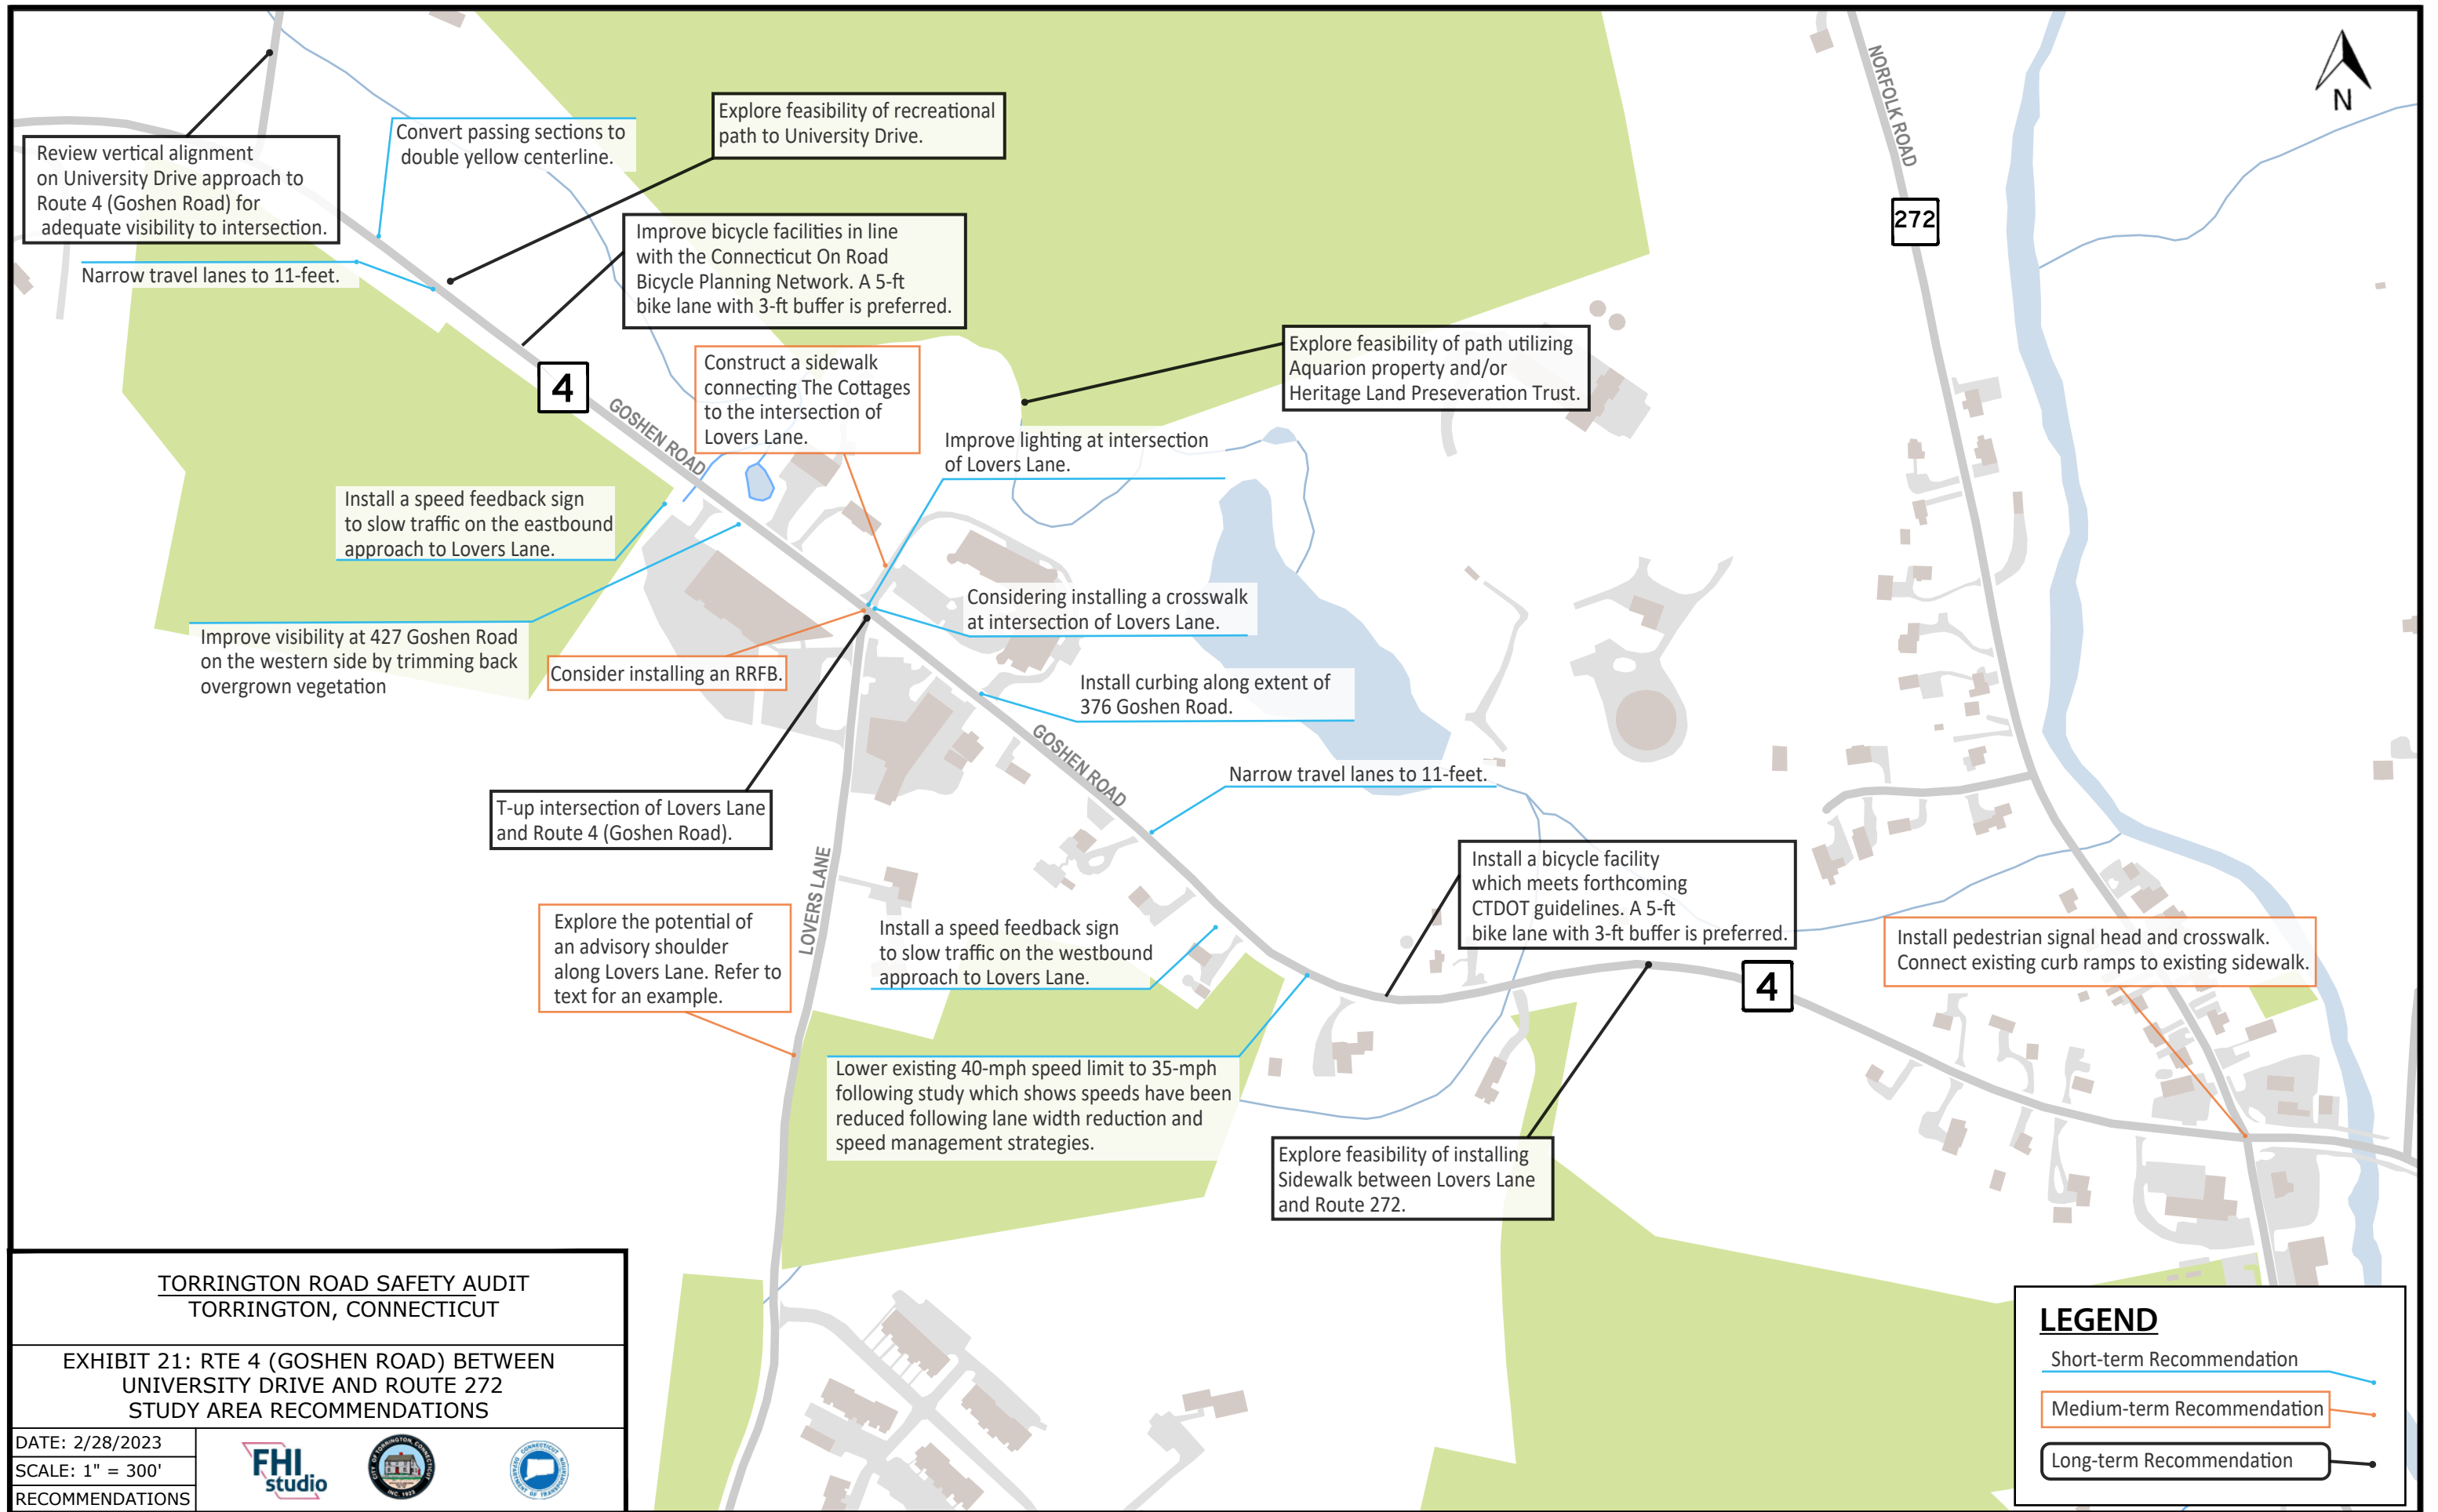 NORFOLK ROAD
N
272
Review vertical alignment
on University Drive approach to
Route 4 (Goshen Road) for
adequate visibility to intersection.
Convert passing sections to
double yellow centerline.
Explore feasibility of recreational
path to University Drive.
Narrow travel lanes to 11-feet.
Improve bicycle facilities in line
with the Connecticut On Road
Bicycle Planning Network. A 5-ft
bike lane with 3-ft buffer is preferred.
4
GOSHEN ROAD
Construct a sidewalk
connecting The Cottages
to the intersection of
Lovers Lane.
Explore feasibility of path utilizing
Aquarion property and/or
Heritage Land Preseveration Trust.
Improve lighting at intersection
of Lovers Lane.
Install a speed feedback sign
to slow traffic on the eastbound
approach to Lovers Lane.
Considering installing a crosswalk
at intersection of Lovers Lane.
Improve visibility at 427 Goshen Road
on the western side by trimming back
overgrown vegetation
Consider installing an RRFB.
Install curbing along extent of
376 Goshen Road.
GOSHEN ROAD
Narrow travel lanes to 11-feet.
T-up intersection of Lovers Lane
and Route 4 (Goshen Road).
LOVERS LANE
Install a bicycle facility
which meets forthcoming
CTDOT guidelines. A 5-ft
bike lane with 3-ft buffer is preferred.
Explore the potential of
an advisory shoulder
along Lovers Lane. Refer to
text for an example.
Install a speed feedback sign
to slow traffic on the westbound
approach to Lovers Lane.
4
Install pedestrian signal head and crosswalk.
Connect existing curb ramps to existing sidewalk.
Lower existing 40-mph speed limit to 35-mph
following study which shows speeds have been
reduced following lane width reduction and
speed management strategies.
Explore feasibility of installing
Sidewalk between Lovers Lane
and Route 272.
TORRINGTON ROAD SAFETY AUDIT
TORRINGTON, CONNECTICUT
EXHIBIT 21: RTE 4 (GOSHEN ROAD) BETWEEN
UNIVERSITY DRIVE AND ROUTE 272
STUDY AREA RECOMMENDATIONS
DATE: 2/28/2023
SCALE: 1" = 300'
RECOMMENDATIONS
FHI
studio
CITY OF TORRINGTON, CONNECTICUT
INC. 1923
CONNECTICUT
DEPARTMENT OF TRANSPORTATION
LEGEND
Short-term Recommendation
Medium-term Recommendation
Long-term Recommendation